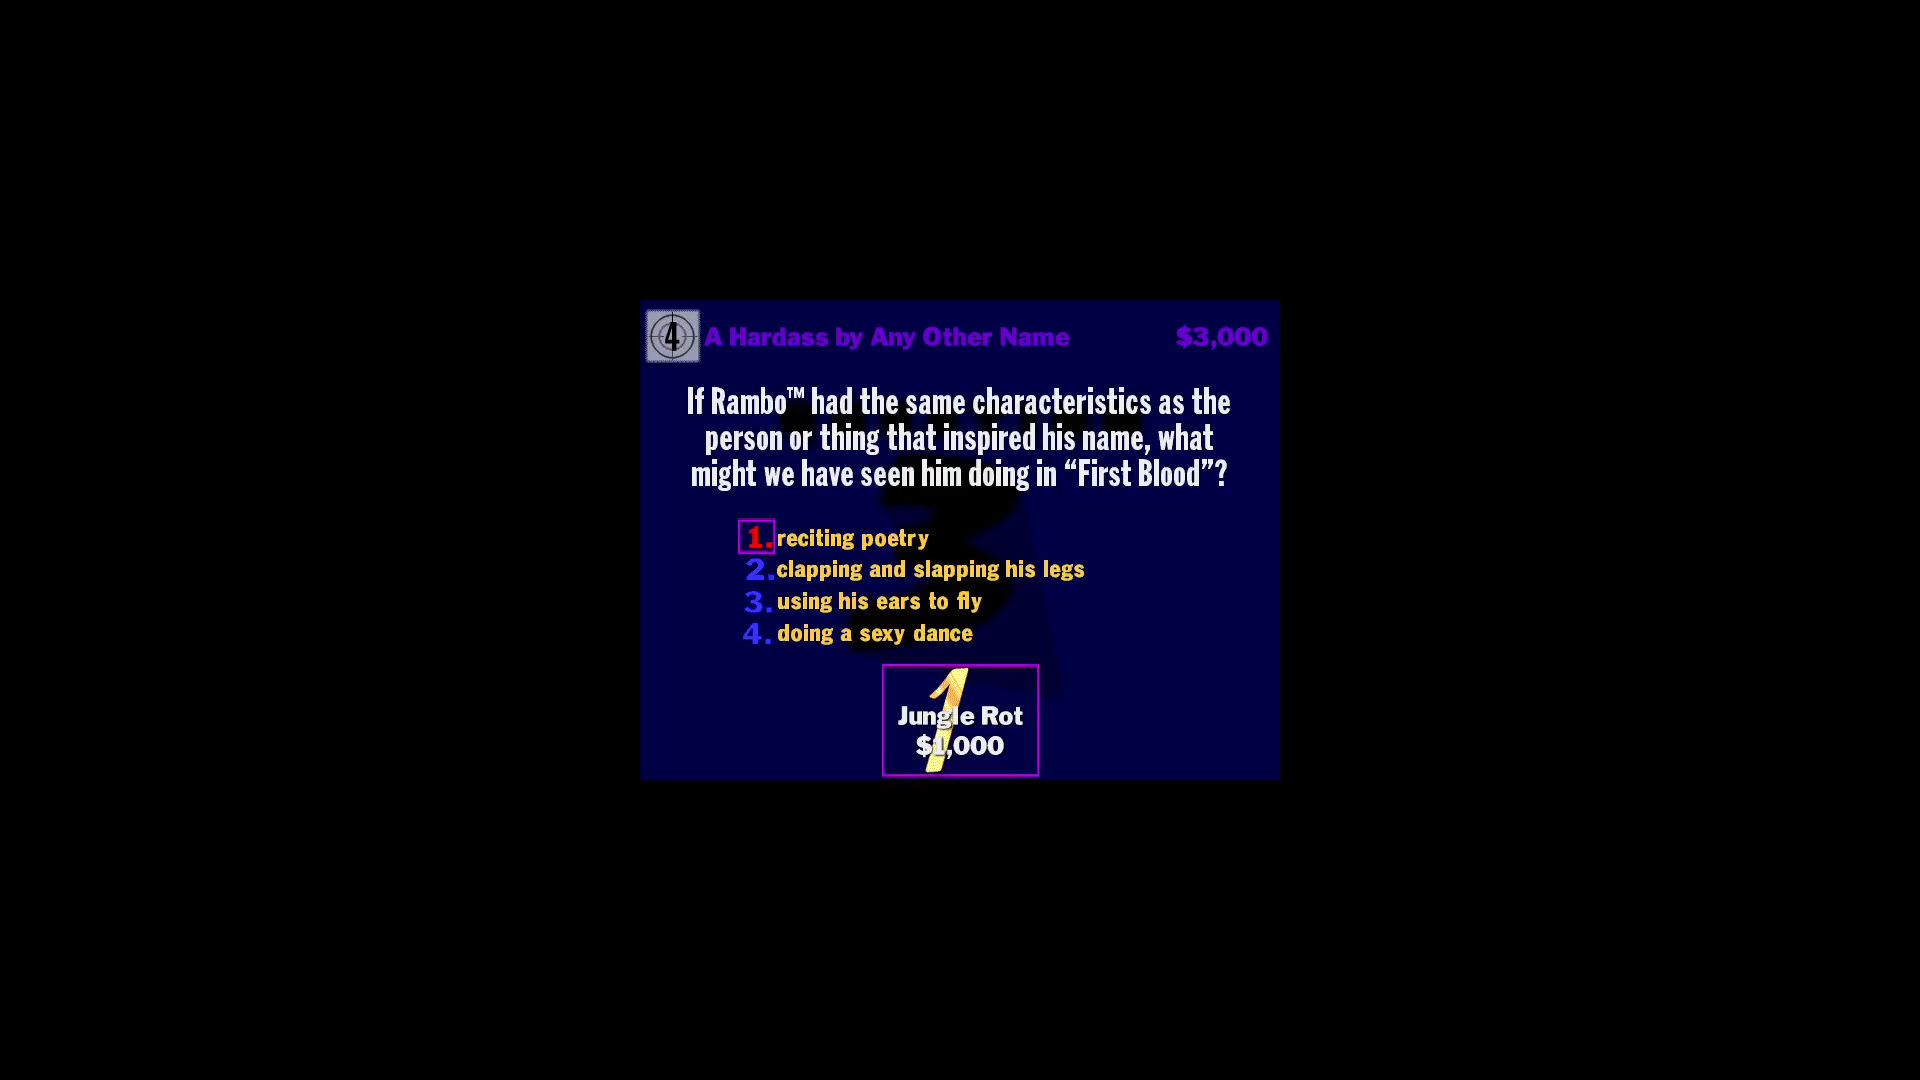 4 A Hardass by Any Other Name $3,000
If Rambo™ had the same characteristics as the
person or thing that inspired his name, what
might we have seen him doing in “First Blood”?
1. reciting poetry
2. clapping and slapping his legs
3. using his ears to fly
4. doing a sexy dance
1
Jungle Rot
$1,000